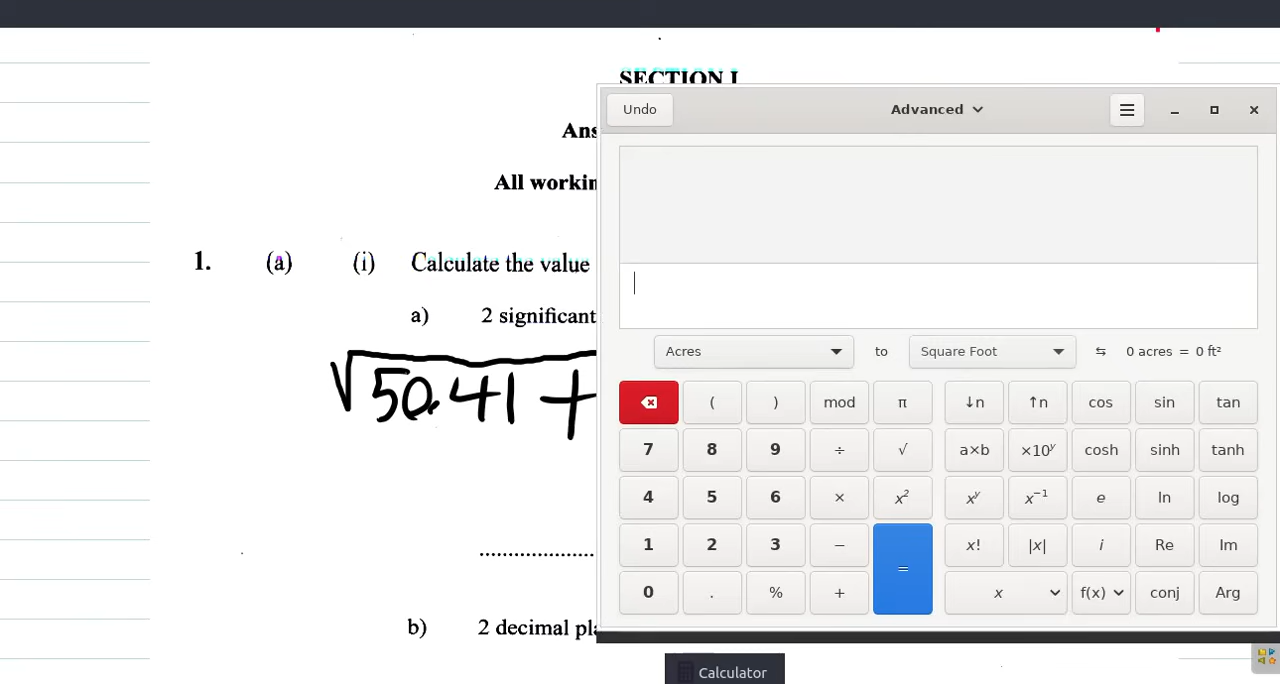 SECTION I
Undo
Advanced
Ans
All workin
1. (a) (i) Calculate the value
a) 2 significant
Acres to Square Foot ⇆ 0 acres = 0 ft²
√50.41 +
( ) mod π ↓n ↑n cos sin tan
7 8 9 ÷ √ a×b ×10ʸ cosh sinh tanh
4 5 6 × x² xʸ x⁻¹ e ln log
1 2 3 − = x! |x| i Re Im
0 . % + x f(x) conj Arg
b) 2 decimal pla
Calculator